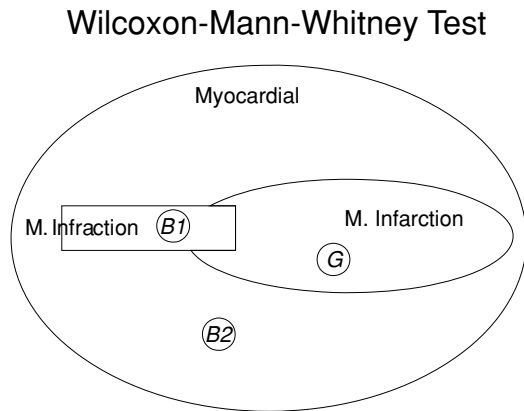 Wilcoxon-Mann-Whitney Test
Myocardial
M. Infraction
B1
M. Infarction
G
B2